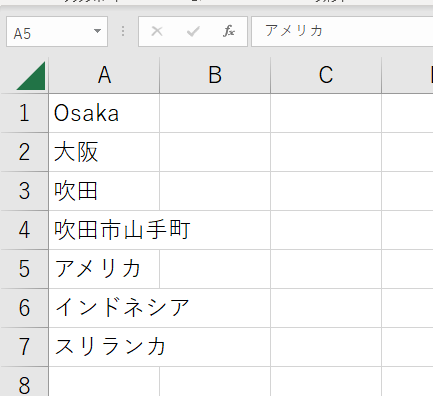 A5
fx
アメリカ
A B C
1 Osaka
2 大阪
3 吹田
4 吹田市山手町
5 アメリカ
6 インドネシア
7 スリランカ
8